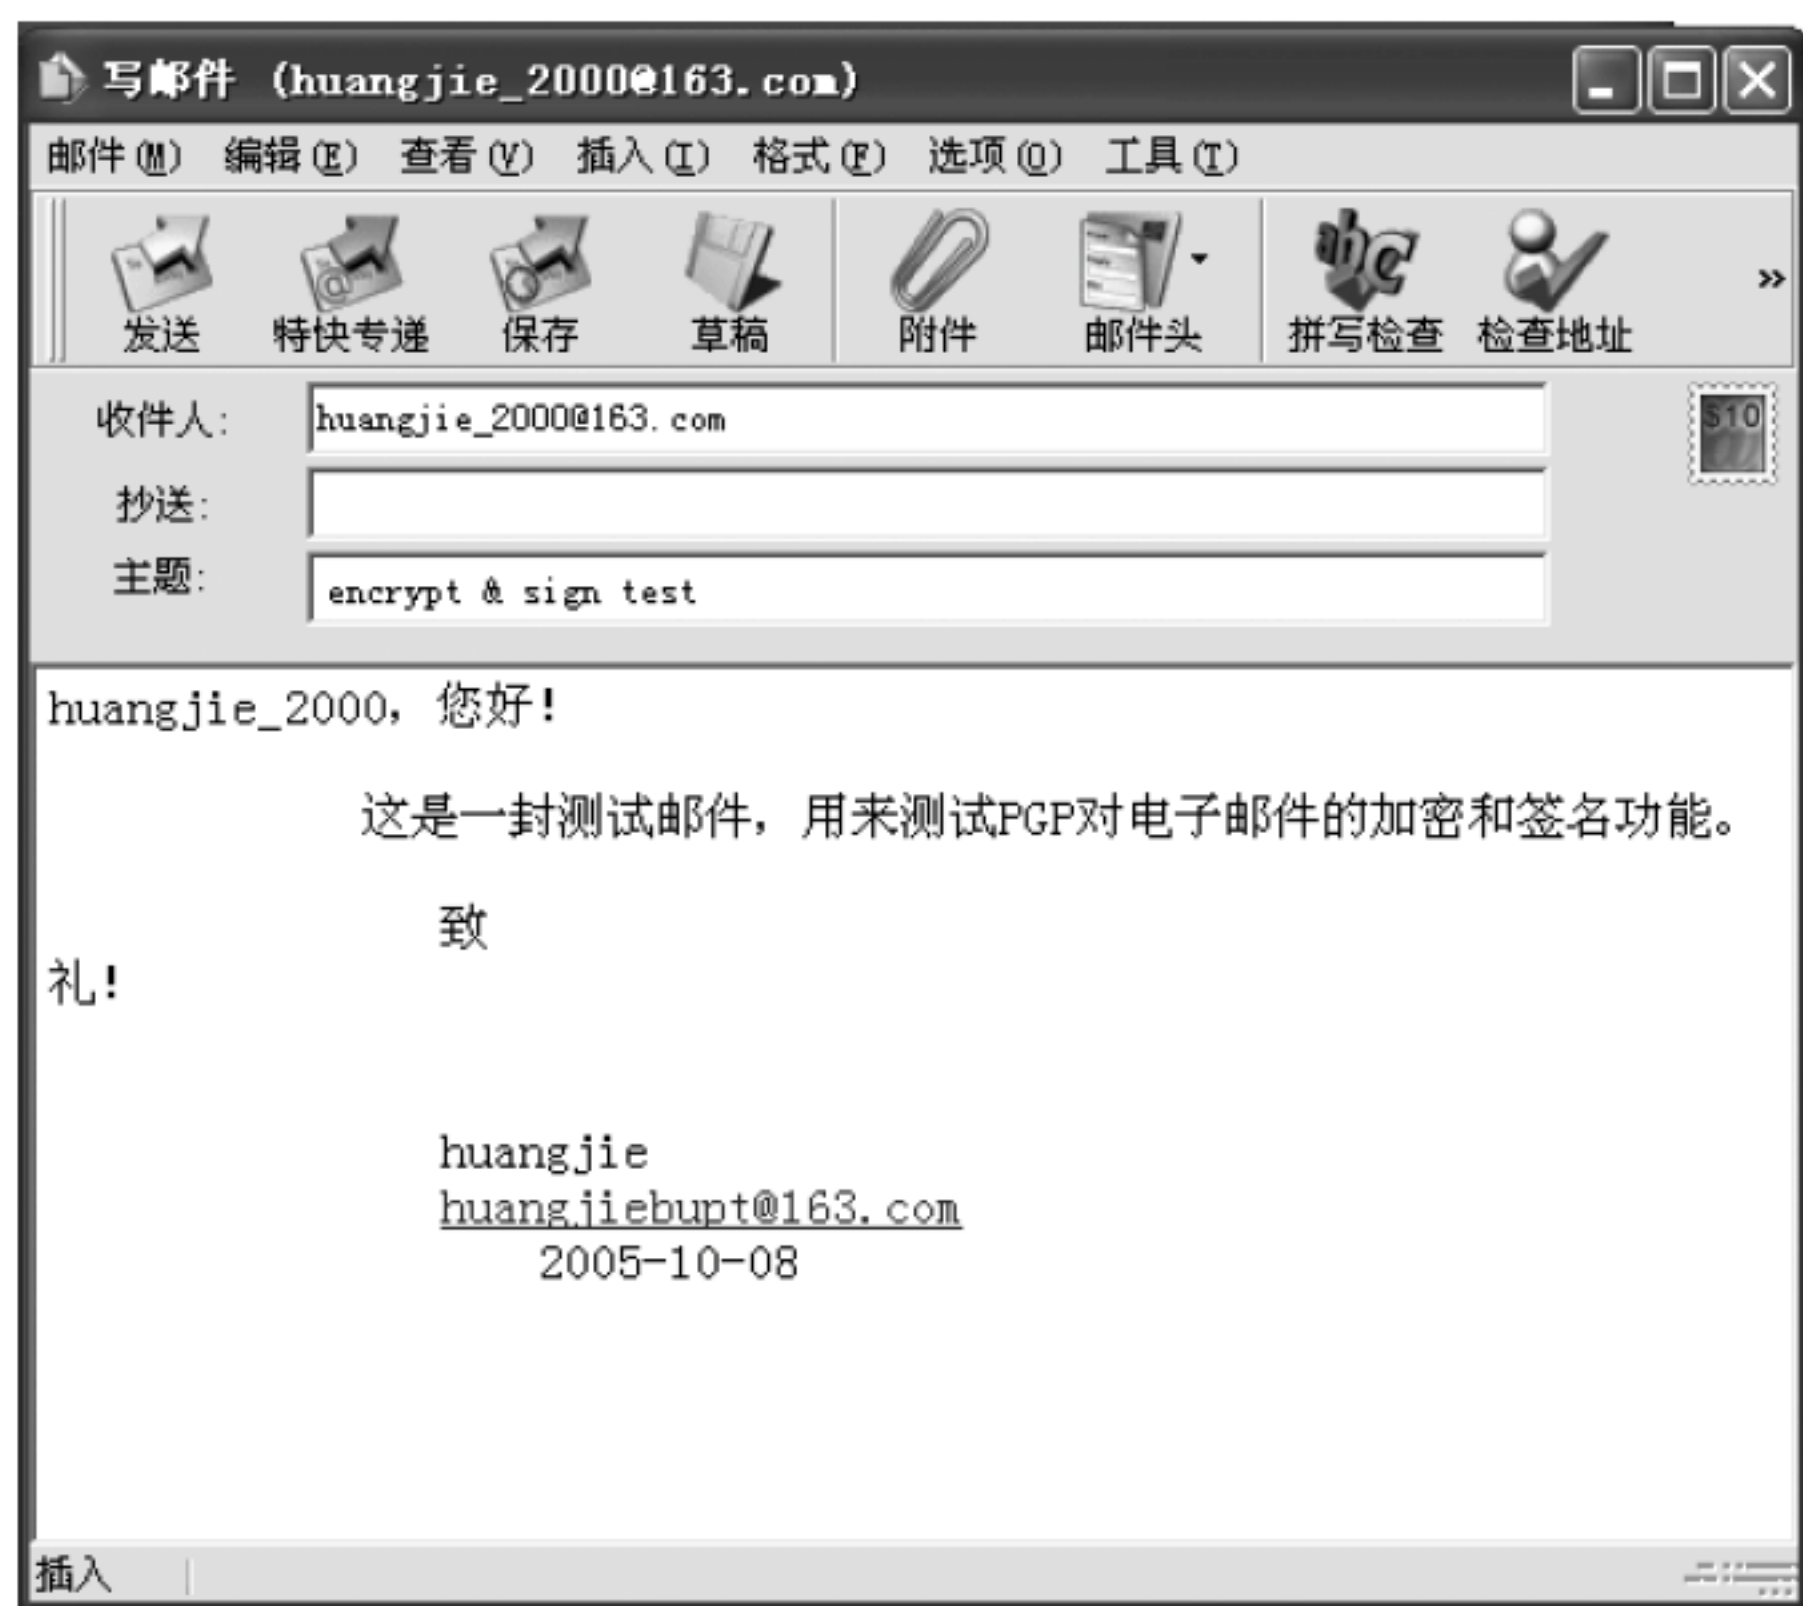 写邮件 (huangjie_2000@163.com)
邮件(M) 编辑(E) 查看(V) 插入(I) 格式(F) 选项(O) 工具(T)
发送 特快专递 保存 草稿 附件 邮件头 拼写检查 检查地址 »
收件人: huangjie_2000@163.com
$10
抄送:
主题: encrypt & sign test
huangjie_2000，您好！
这是一封测试邮件，用来测试PGP对电子邮件的加密和签名功能。
致
礼！
huangjie
huangjiebupt@163.com
2005-10-08
插入